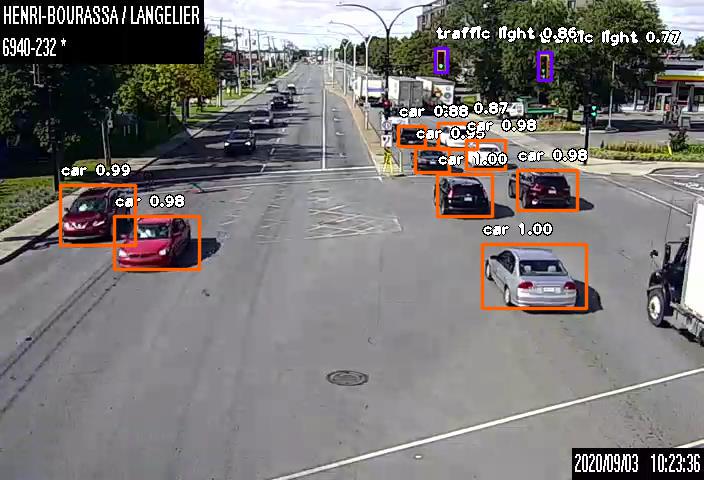 HENRI-BOURASSA / LANGELIER
6940-232 *
traffic light 0.86
traffic light 0.77
car 0.88
0.87
car 0.95
car 0.98
car 1.00
car 0.98
car 0.99
car 0.98
car 1.00
2020/09/03 10:23:36